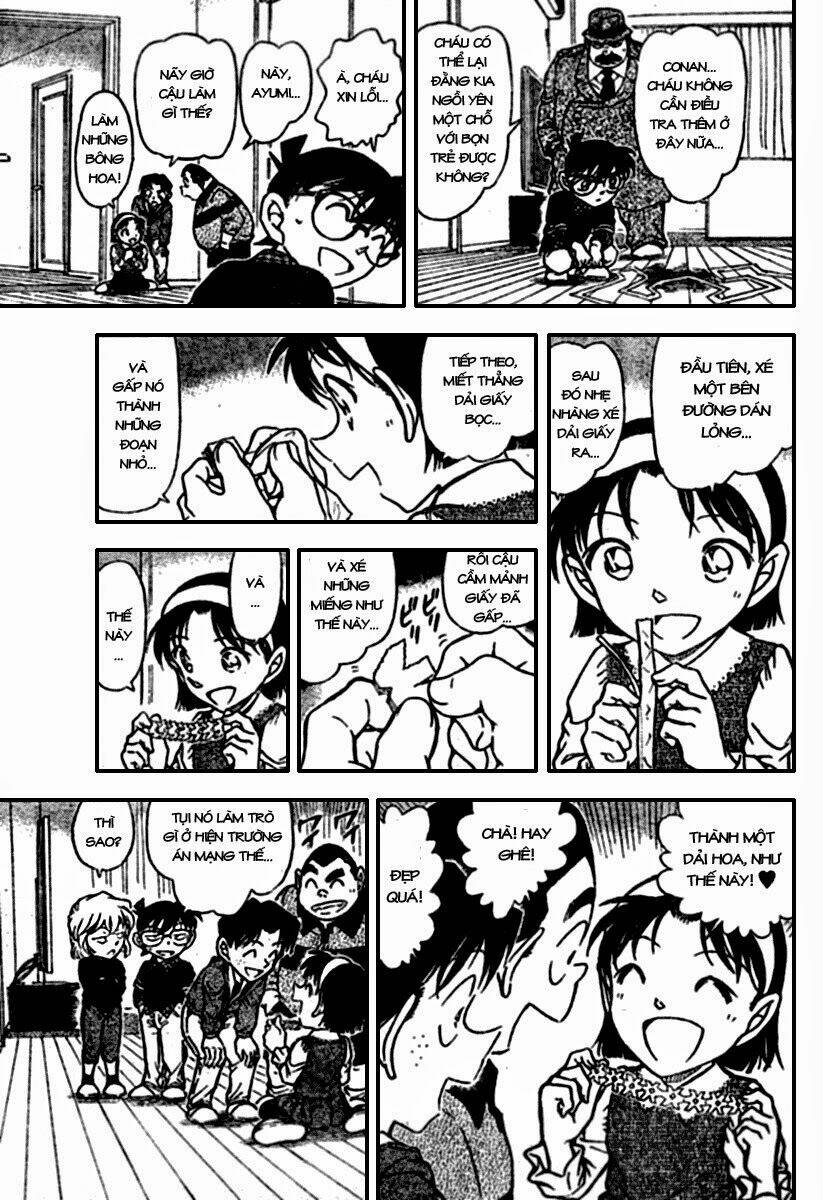 CONAN...
CHÁU KHÔNG
CẦN ĐIỀU
TRA THÊM Ở
ĐÂY NỮA...
CHÁU CÓ
THỂ LẠI
ĐẰNG KIA
NGỒI YÊN
MỘT CHỖ
VỚI BỌN
TRẺ ĐƯỢC
KHÔNG?
À, CHÁU
XIN LỖI...
NÀY,
AYUMI...
NÃY GIỜ
CẬU LÀM
GÌ THẾ?
LÀM
NHỮNG
BÔNG
HOA!
ĐẦU TIÊN, XÉ
MỘT BÊN
ĐƯỜNG DÁN
LỎNG...
SAU
ĐÓ NHẸ
NHÀNG XÉ
DẢI GIẤY
RA...
TIẾP THEO,
MIẾT THẲNG
DẢI GIẤY
BỌC...
VÀ
GẤP NÓ
THÀNH
NHỮNG
ĐOẠN
NHỎ...
RỒI CẬU
CẦM MẢNH
GIẤY ĐÃ
GẤP...
ビビ
VÀ XÉ
NHỮNG
MIẾNG NHƯ
THẾ NÀY...
VÀ
...
THẾ
NÀY
...
THÀNH MỘT
DẢI HOA, NHƯ
THẾ NÀY! ♥
CHÀ! HAY
GHÊ!
ĐẸP
QUÁ!
ワワ
TỤI NÓ LÀM TRÒ
GÌ Ở HIỆN TRƯỜNG
ÁN MẠNG THẾ...
THÌ
SAO?